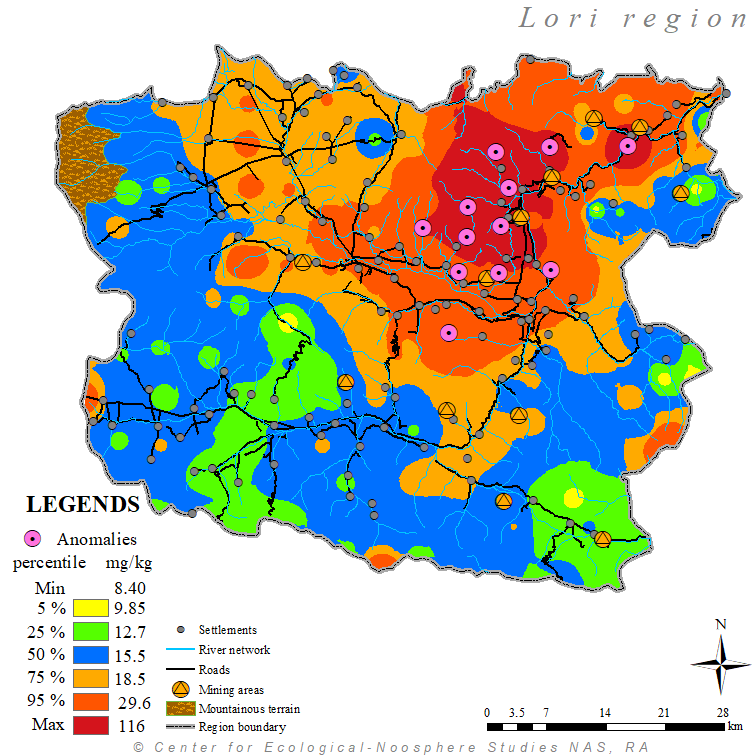 Lori region
LEGENDS
Anomalies
percentile mg/kg
Min 8.40
5 % 9.85
25 % 12.7
50 % 15.5
75 % 18.5
95 % 29.6
Max 116
Settlements
River network
Roads
Mining areas
Mountainous terrain
Region boundary
N
0 3.5 7 14 21 28
km
© Center for Ecological-Noosphere Studies NAS, RA